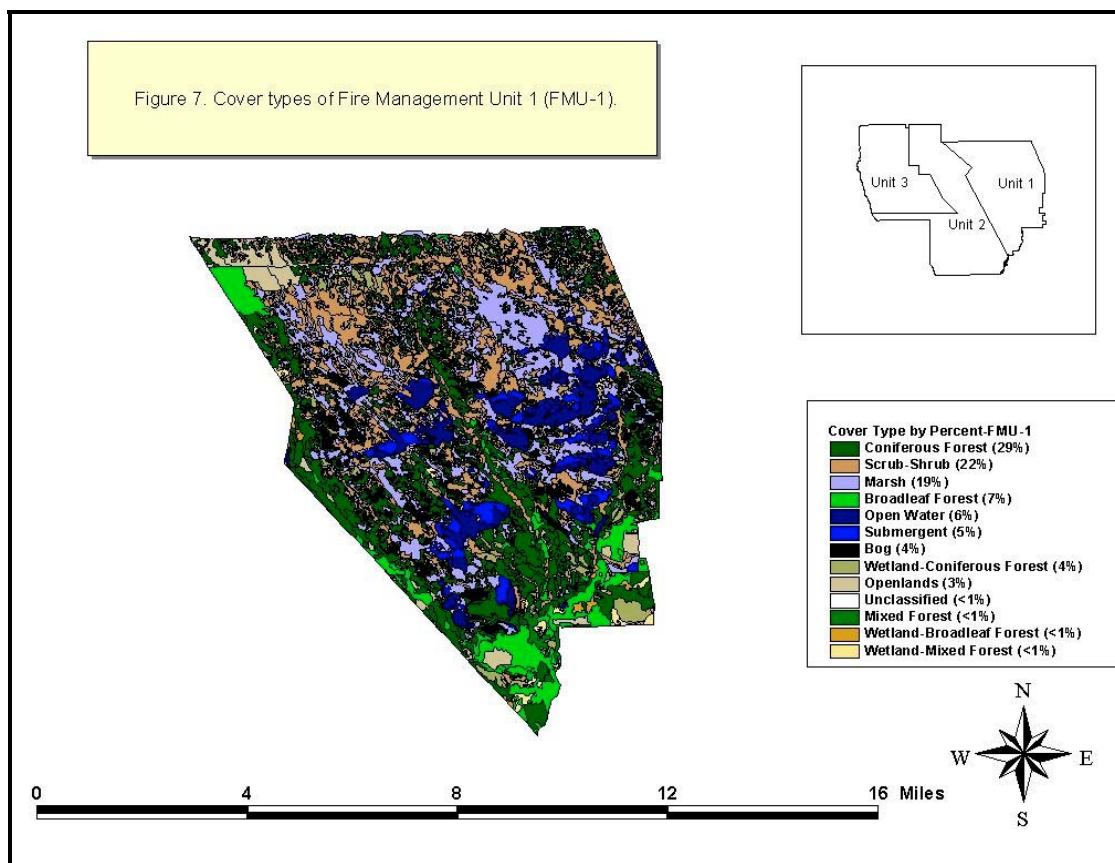 Figure 7. Cover types of Fire Management Unit 1 (FMU-1).
Unit 3
Unit 1
Unit 2
Cover Type by Percent-FMU-1
Coniferous Forest (29%)
Scrub-Shrub (22%)
Marsh (19%)
Broadleaf Forest (7%)
Open Water (6%)
Submergent (5%)
Bog (4%)
Wetland-Coniferous Forest (4%)
Openlands (3%)
Unclassified (<1%)
Mixed Forest (<1%)
Wetland-Broadleaf Forest (<1%)
Wetland-Mixed Forest (<1%)
N
W E
S
0 4 8 12 16 Miles